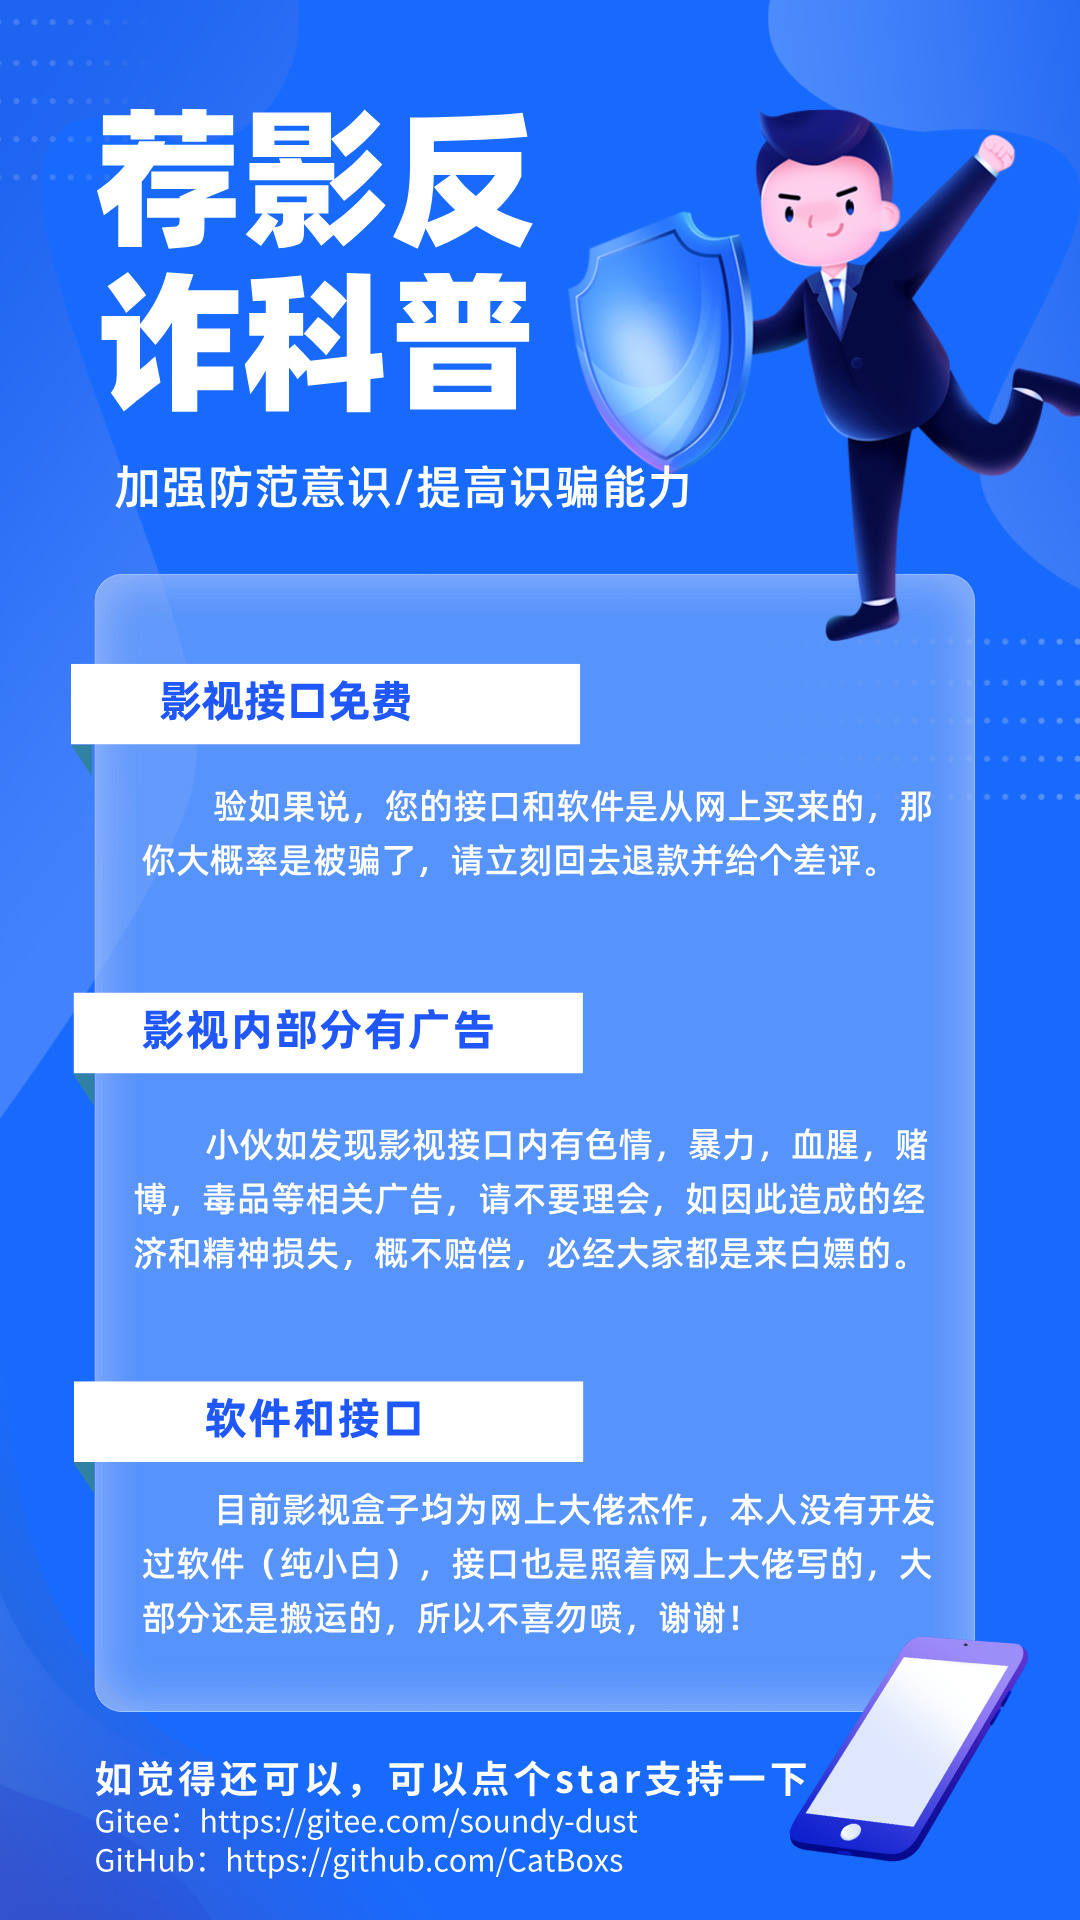 荐影反
诈科普
加强防范意识/提高识骗能力
影视接口免费
验如果说，您的接口和软件是从网上买来的，那
你大概率是被骗了，请立刻回去退款并给个差评。
影视内部分有广告
小伙如发现影视接口内有色情，暴力，血腥，赌
博，毒品等相关广告，请不要理会，如因此造成的经
济和精神损失，概不赔偿，必经大家都是来白嫖的。
软件和接口
目前影视盒子均为网上大佬杰作，本人没有开发
过软件（纯小白），接口也是照着网上大佬写的，大
部分还是搬运的，所以不喜勿喷，谢谢！
如觉得还可以，可以点个star支持一下
Gitee：https://gitee.com/soundy-dust
GitHub：https://github.com/CatBoxs